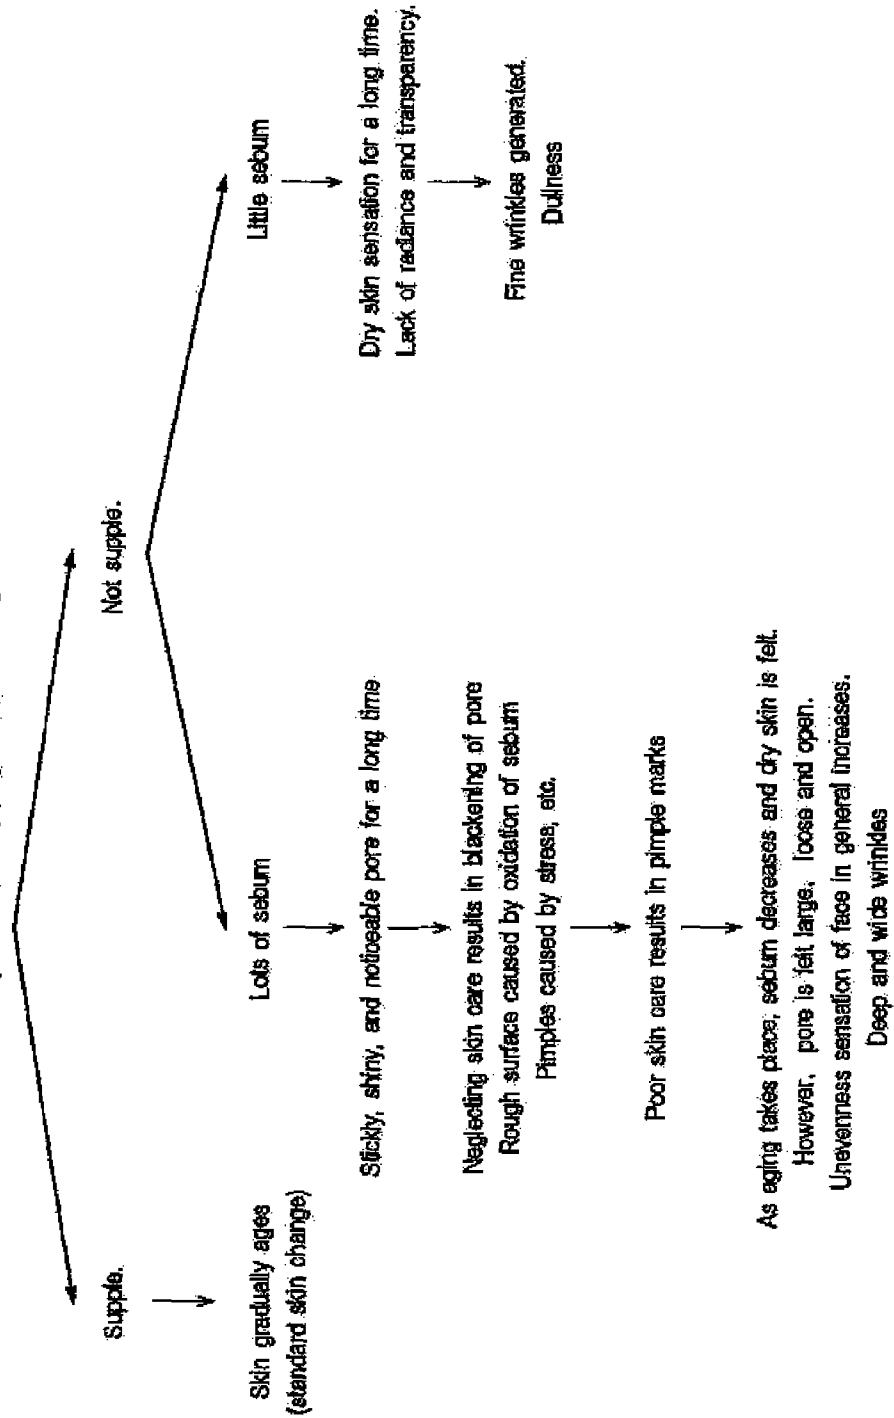 Supple.
Not supple.
Skin gradually ages
(standard skin change)
Lots of sebum
Little sebum
Stickly, shiny, and noticeable pore for a long time
Dry skin sensation for a long time.
Lack of radiance and transparency.
Neglecting skin care results in blackening of pore
Rough surface caused by oxidation of sebum
Pimples caused by stress, etc.
Fine wrinkles generated.
Dullness
Poor skin care results in pimple marks
As aging takes place, sebum decreases and dry skin is felt.
However, pore is felt large, loose and open.
Unevenness sensation of face in general increases.
Deep and wide wrinkles